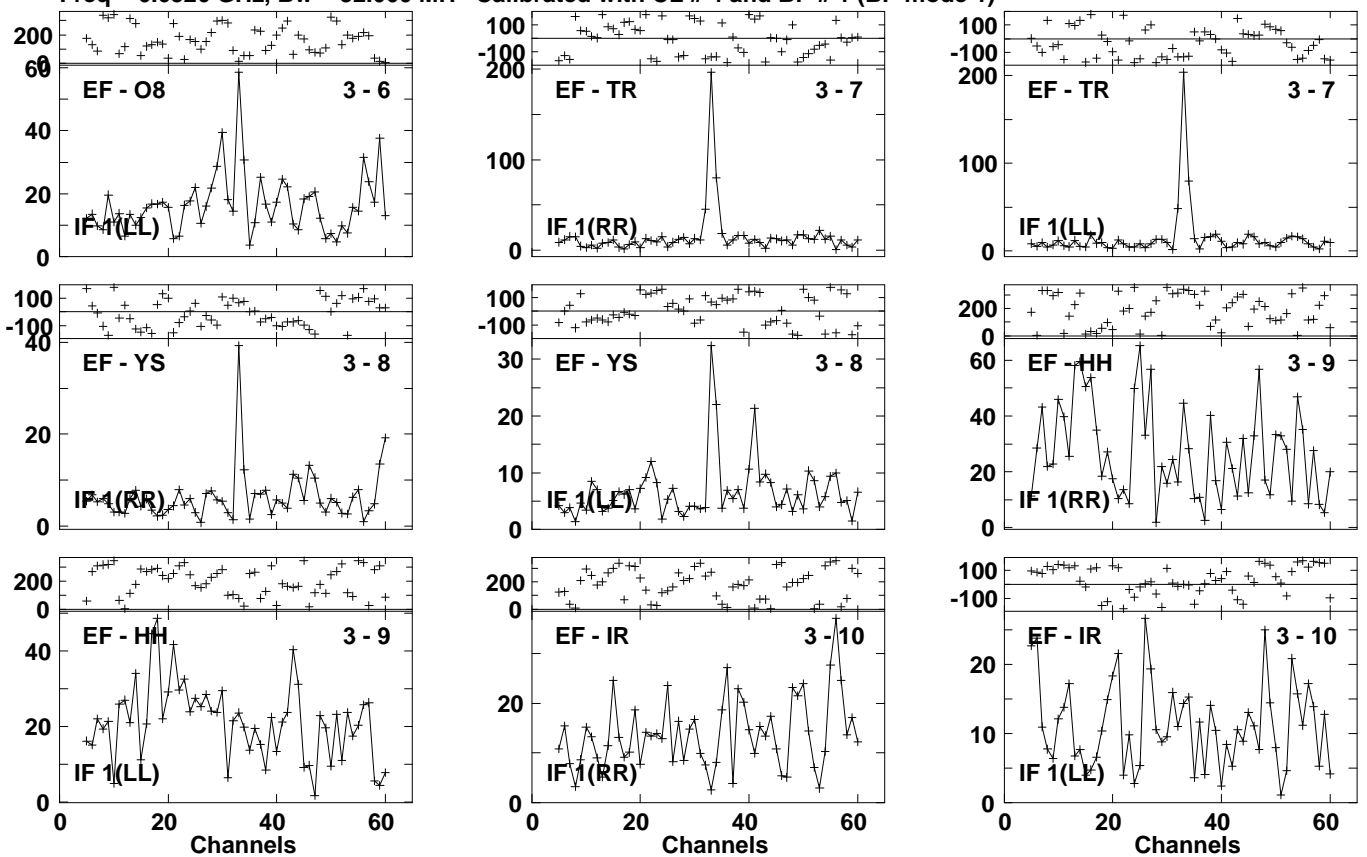 Freq GHz, MH Calibrated with and mode
200
0
100
-100
100
-100
60
EF - O8 3 - 6
40
20
IF 1(LL)
0
200
EF - TR 3 - 7
100
IF 1(RR)
0
200
EF - TR 3 - 7
100
IF 1(LL)
0
100
-100
100
-100
200
0
40
EF - YS 3 - 8
20
IF 1(RR)
0
30
EF - YS 3 - 8
20
10
IF 1(LL)
0
60
EF - HH 3 - 9
40
20
IF 1(RR)
0
200
0
200
0
100
-100
EF - HH 3 - 9
40
20
IF 1(LL)
0
EF - IR 3 - 10
20
IF 1(RR)
0
EF - IR 3 - 10
20
10
IF 1(LL)
0
0 20 40 60
Channels
0 20 40 60
Channels
0 20 40 60
Channels